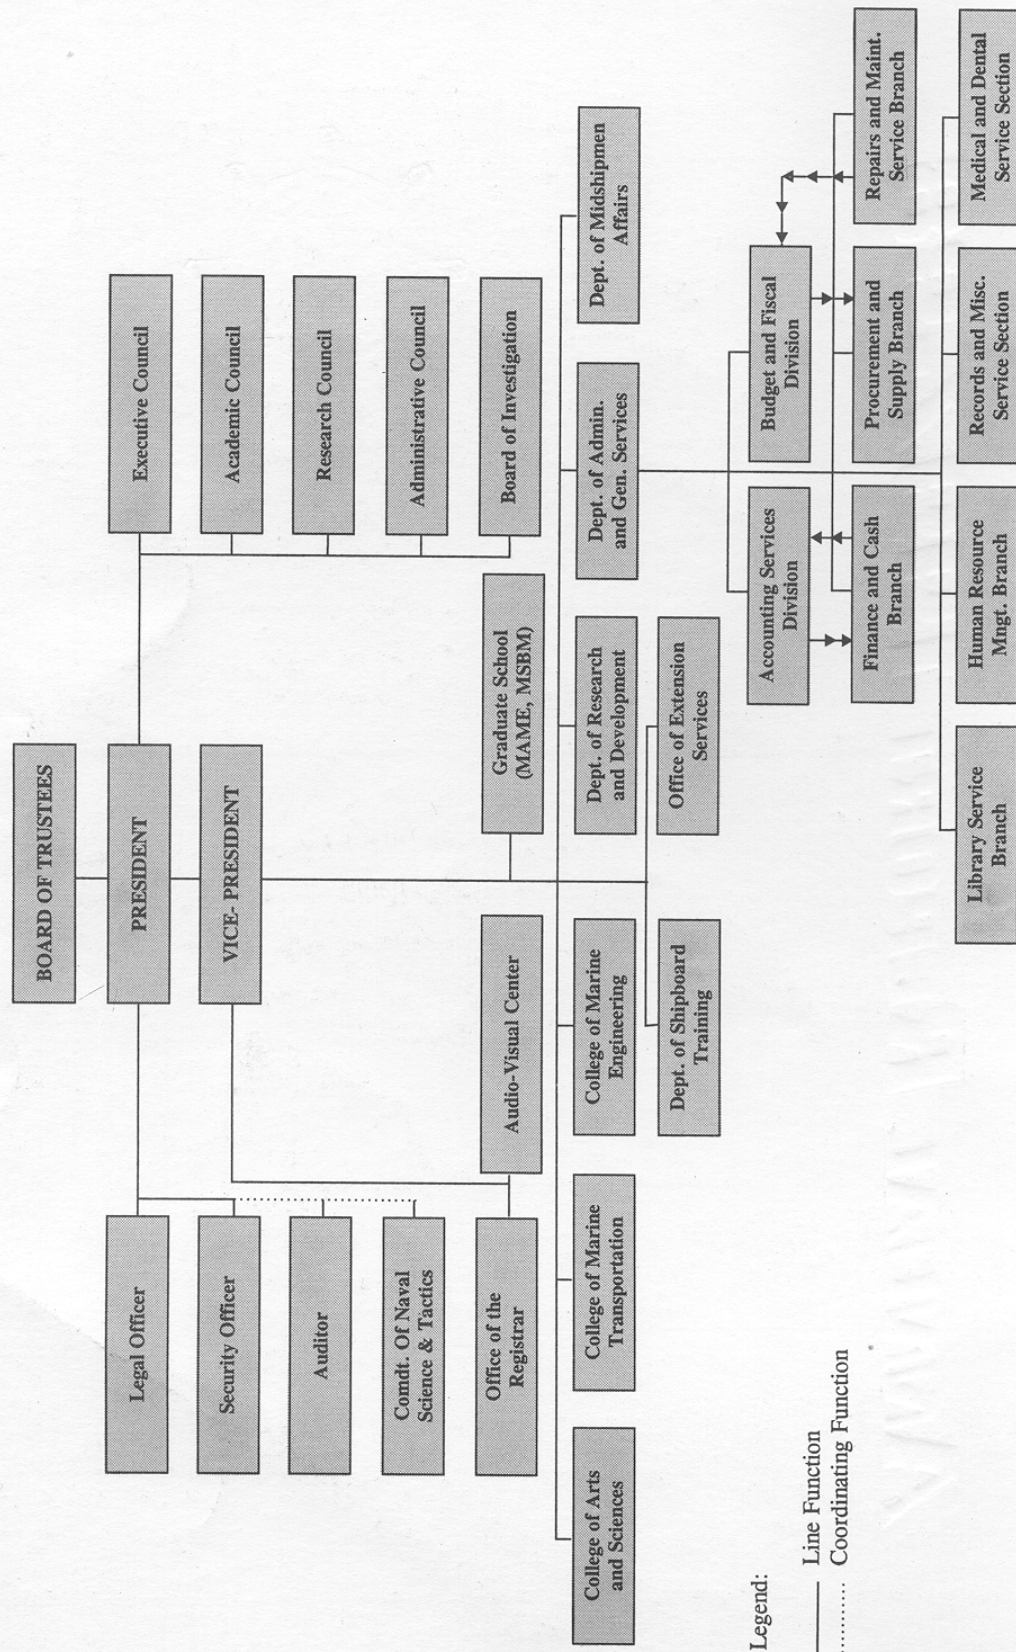 BOARD OF TRUSTEES
PRESIDENT
VICE- PRESIDENT
Legal Officer
Security Officer
Auditor
Comdt. Of Naval
Science & Tactics
Office of the
Registrar
Executive Council
Academic Council
Research Council
Administrative Council
Board of Investigation
Audio-Visual Center
Graduate School
(MAME, MSBM)
College of Arts
and Sciences
College of Marine
Transportation
College of Marine
Engineering
Dept. of Research
and Development
Dept. of Admin.
and Gen. Services
Dept. of Midshipmen
Affairs
Dept. of Shipboard
Training
Office of Extension
Services
Accounting Services
Division
Budget and Fiscal
Division
Finance and Cash
Branch
Procurement and
Supply Branch
Repairs and Maint.
Service Branch
Library Service
Branch
Human Resource
Mngt. Branch
Records and Misc.
Service Section
Medical and Dental
Service Section
Legend:
Line Function
Coordinating Function